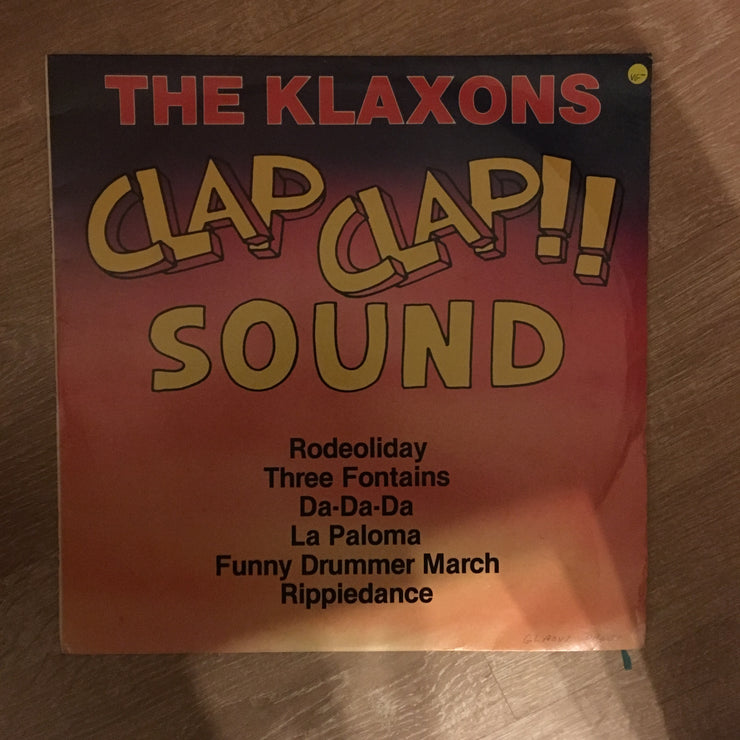 THE KLAXONS
CLAP CLAP!!
SOUND
Rodeoliday
Three Fontains
Da-Da-Da
La Paloma
Funny Drummer March
Rippiedance